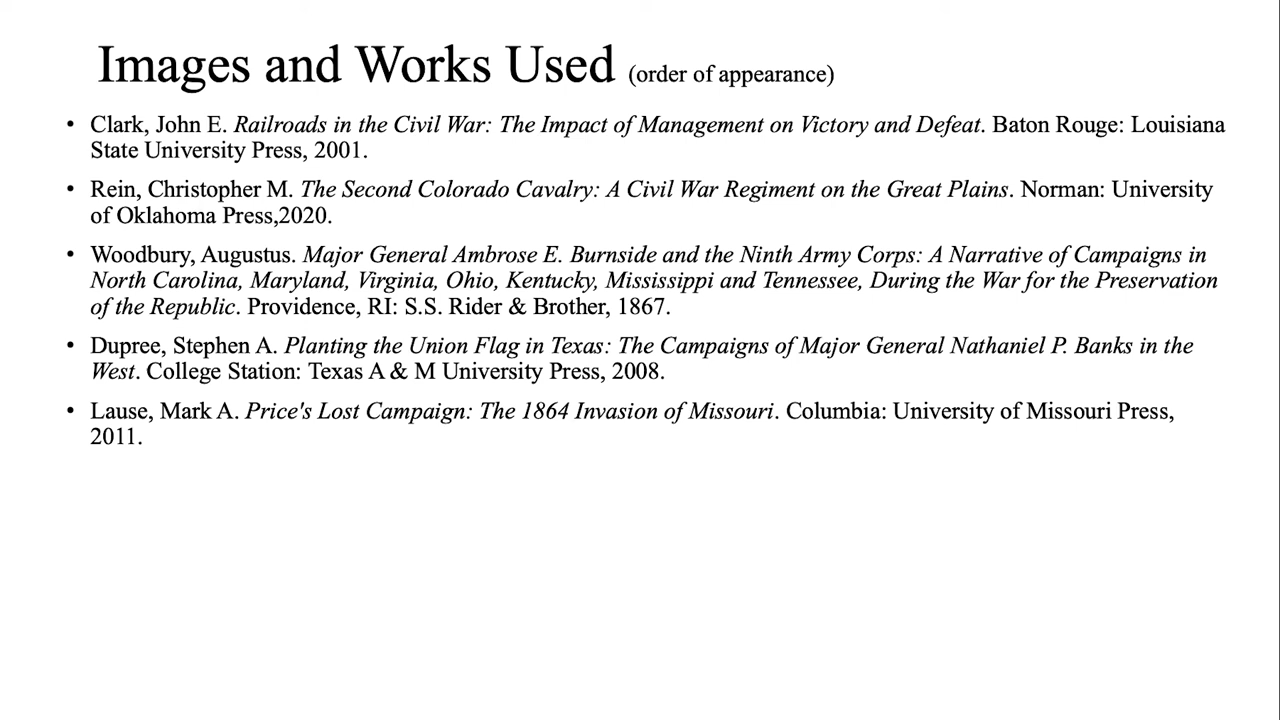 Images and Works Used (order of appearance)
• Clark, John E. Railroads in the Civil War: The Impact of Management on Victory and Defeat. Baton Rouge: Louisiana
State University Press, 2001.
• Rein, Christopher M. The Second Colorado Cavalry: A Civil War Regiment on the Great Plains. Norman: University
of Oklahoma Press,2020.
• Woodbury, Augustus. Major General Ambrose E. Burnside and the Ninth Army Corps: A Narrative of Campaigns in
North Carolina, Maryland, Virginia, Ohio, Kentucky, Mississippi and Tennessee, During the War for the Preservation
of the Republic. Providence, RI: S.S. Rider & Brother, 1867.
• Dupree, Stephen A. Planting the Union Flag in Texas: The Campaigns of Major General Nathaniel P. Banks in the
West. College Station: Texas A & M University Press, 2008.
• Lause, Mark A. Price's Lost Campaign: The 1864 Invasion of Missouri. Columbia: University of Missouri Press,
2011.